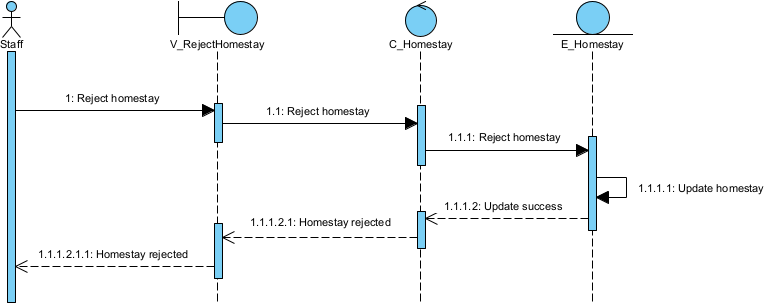 Staff
V_RejectHomestay
C_Homestay
E_Homestay
1: Reject homestay
1.1: Reject homestay
1.1.1: Reject homestay
1.1.1.1: Update homestay
1.1.1.2: Update success
1.1.1.2.1: Homestay rejected
1.1.1.2.1.1: Homestay rejected